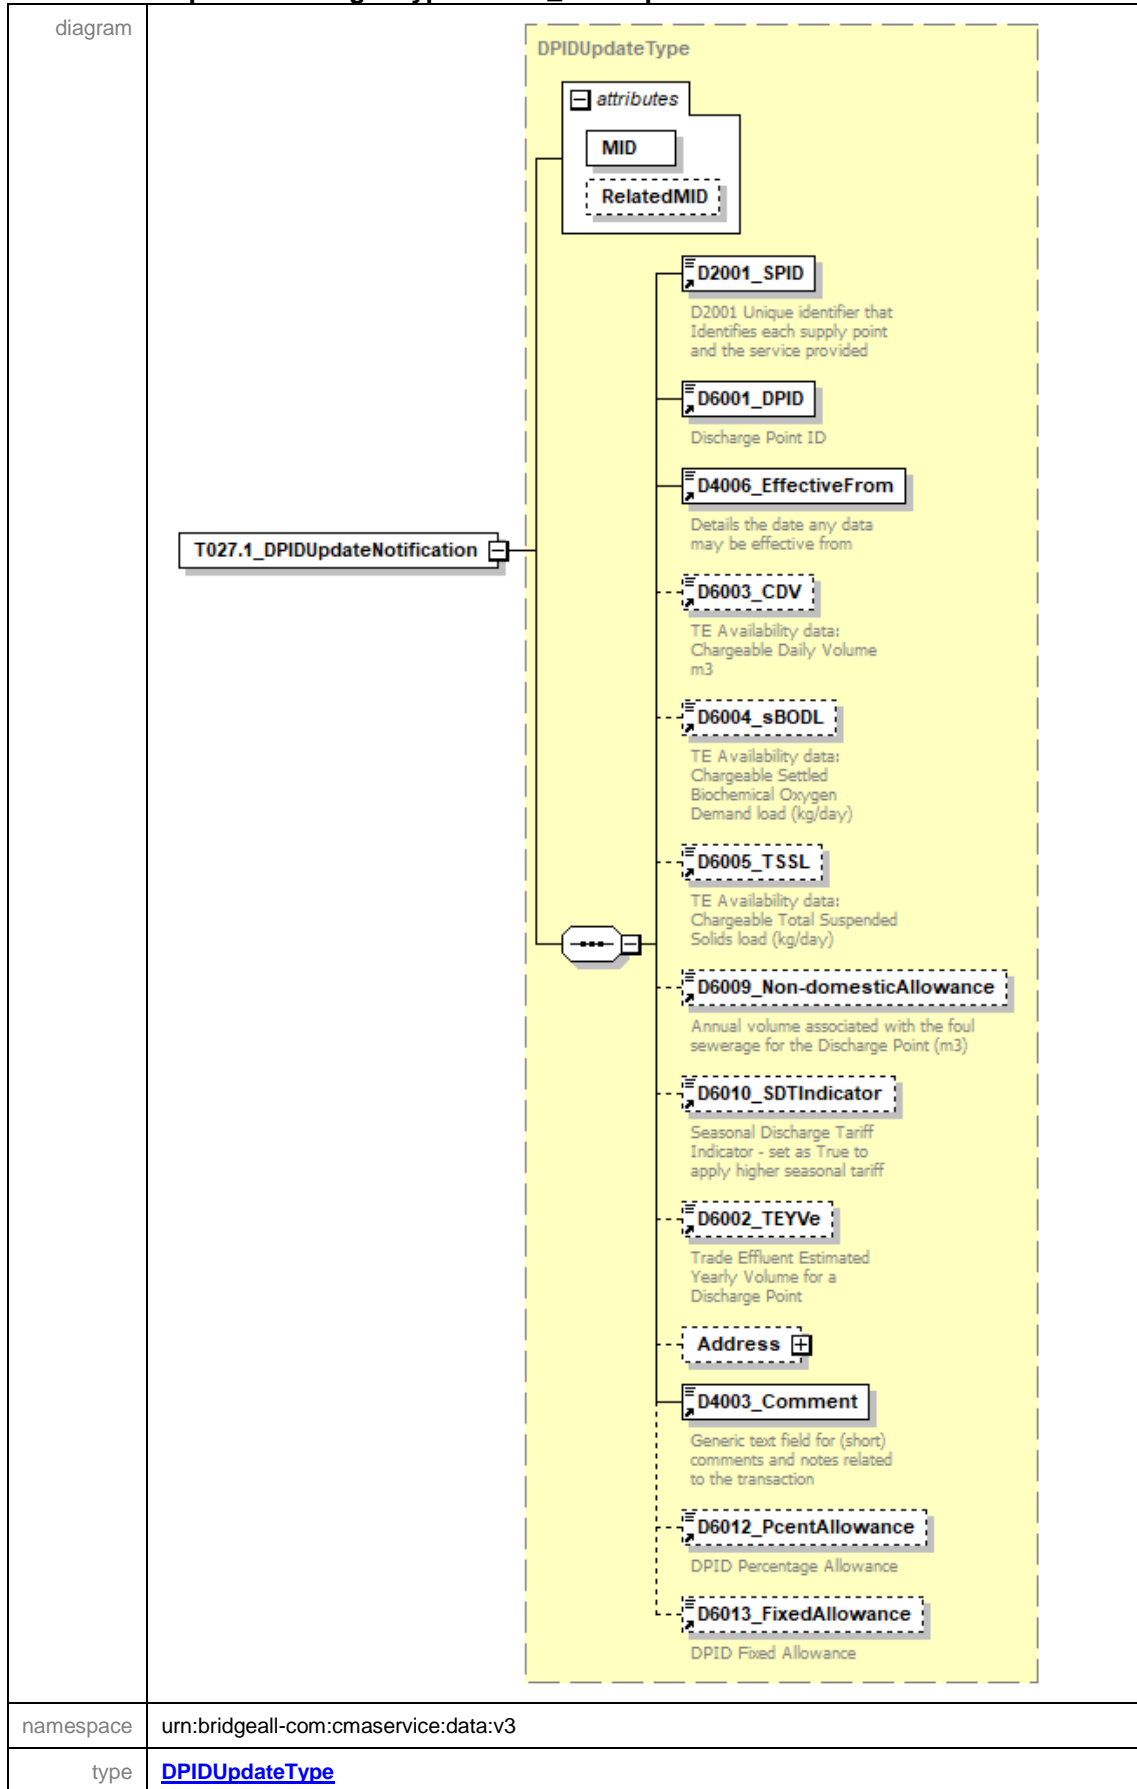 diagram
DPIDUpdateType
attributes
MID
RelatedMID
D2001_SPID
D2001 Unique identifier that
Identifies each supply point
and the service provided
D6001_DPID
Discharge Point ID
D4006_EffectiveFrom
Details the date any data
may be effective from
T027.1_DPIDUpdateNotification
D6003_CDV
TE Availability data:
Chargeable Daily Volume
m3
D6004_sBODL
TE Availability data:
Chargeable Settled
Biochemical Oxygen
Demand load (kg/day)
D6005_TSSL
TE Availability data:
Chargeable Total Suspended
Solids load (kg/day)
D6009_Non-domesticAllowance
Annual volume associated with the foul
sewerage for the Discharge Point (m3)
D6010_SDTIndicator
Seasonal Discharge Tariff
Indicator - set as True to
apply higher seasonal tariff
D6002_TEYVe
Trade Effluent Estimated
Yearly Volume for a
Discharge Point
Address
D4003_Comment
Generic text field for (short)
comments and notes related
to the transaction
D6012_PcentAllowance
DPID Percentage Allowance
D6013_FixedAllowance
DPID Fixed Allowance
namespace urn:bridgeall-com:cmaservice:data:v3
type DPIDUpdateType